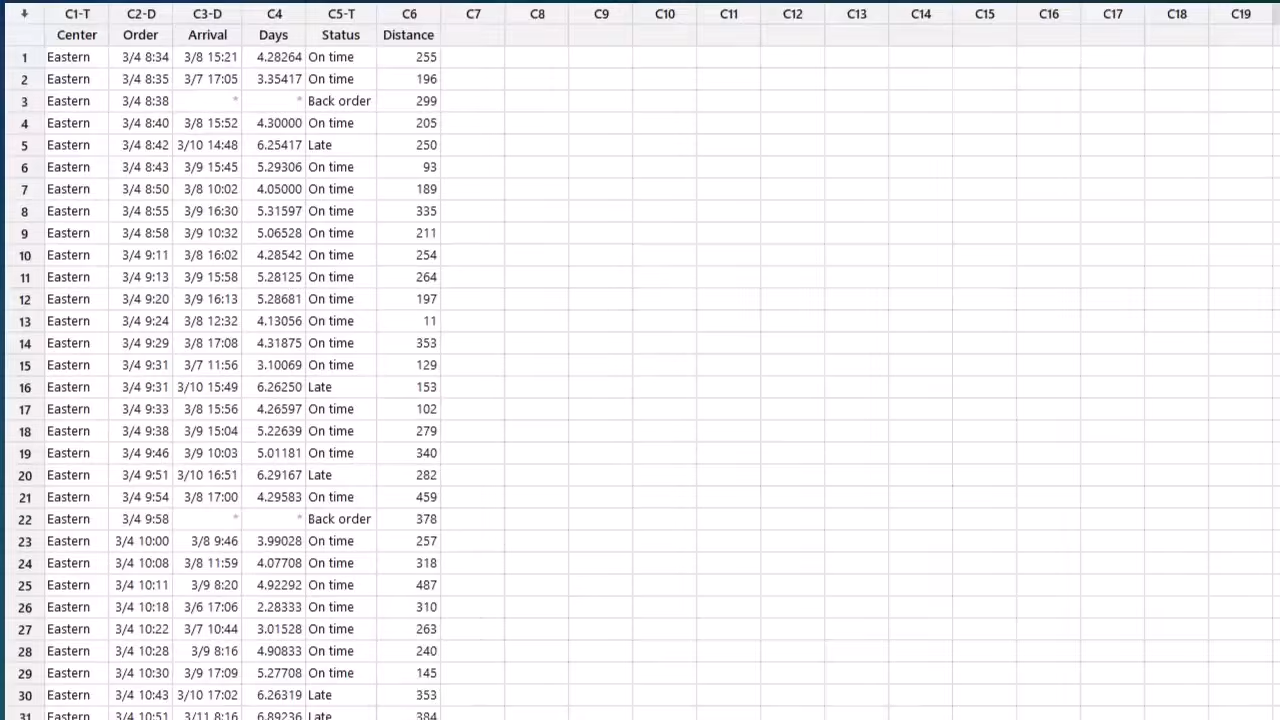 C1-T C2-D C3-D C4 C5-T C6 C7 C8 C9 C10 C11 C12 C13 C14 C15 C16 C17 C18 C19
Center Order Arrival Days Status Distance
1 Eastern 3/4 8:34 3/8 15:21 4.28264 On time 255
2 Eastern 3/4 8:35 3/7 17:05 3.35417 On time 196
3 Eastern 3/4 8:38 * * Back order 299
4 Eastern 3/4 8:40 3/8 15:52 4.30000 On time 205
5 Eastern 3/4 8:42 3/10 14:48 6.25417 Late 250
6 Eastern 3/4 8:43 3/9 15:45 5.29306 On time 93
7 Eastern 3/4 8:50 3/8 10:02 4.05000 On time 189
8 Eastern 3/4 8:55 3/9 16:30 5.31597 On time 335
9 Eastern 3/4 8:58 3/9 10:32 5.06528 On time 211
10 Eastern 3/4 9:11 3/8 16:02 4.28542 On time 254
11 Eastern 3/4 9:13 3/9 15:58 5.28125 On time 264
12 Eastern 3/4 9:20 3/9 16:13 5.28681 On time 197
13 Eastern 3/4 9:24 3/8 12:32 4.13056 On time 11
14 Eastern 3/4 9:29 3/8 17:08 4.31875 On time 353
15 Eastern 3/4 9:31 3/7 11:56 3.10069 On time 129
16 Eastern 3/4 9:31 3/10 15:49 6.26250 Late 153
17 Eastern 3/4 9:33 3/8 15:56 4.26597 On time 102
18 Eastern 3/4 9:38 3/9 15:04 5.22639 On time 279
19 Eastern 3/4 9:46 3/9 10:03 5.01181 On time 340
20 Eastern 3/4 9:51 3/10 16:51 6.29167 Late 282
21 Eastern 3/4 9:54 3/8 17:00 4.29583 On time 459
22 Eastern 3/4 9:58 * * Back order 378
23 Eastern 3/4 10:00 3/8 9:46 3.99028 On time 257
24 Eastern 3/4 10:08 3/8 11:59 4.07708 On time 318
25 Eastern 3/4 10:11 3/9 8:20 4.92292 On time 487
26 Eastern 3/4 10:18 3/6 17:06 2.28333 On time 310
27 Eastern 3/4 10:22 3/7 10:44 3.01528 On time 263
28 Eastern 3/4 10:28 3/9 8:16 4.90833 On time 240
29 Eastern 3/4 10:30 3/9 17:09 5.27708 On time 145
30 Eastern 3/4 10:43 3/10 17:02 6.26319 Late 353
31 Eastern 3/4 10:51 3/11 8:16 6.89236 Late 384